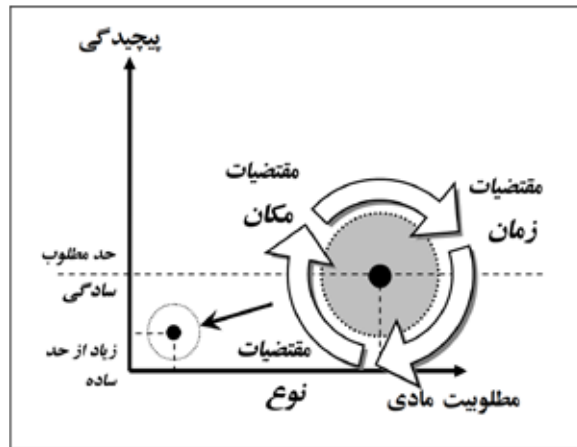 پیچیدگی
مقتضیات
مکان
مقتضیات
زمان
حد مطلوب
سادگی
زیاد از حد
ساده
مقتضیات
نوع
مطلوبیت مادی